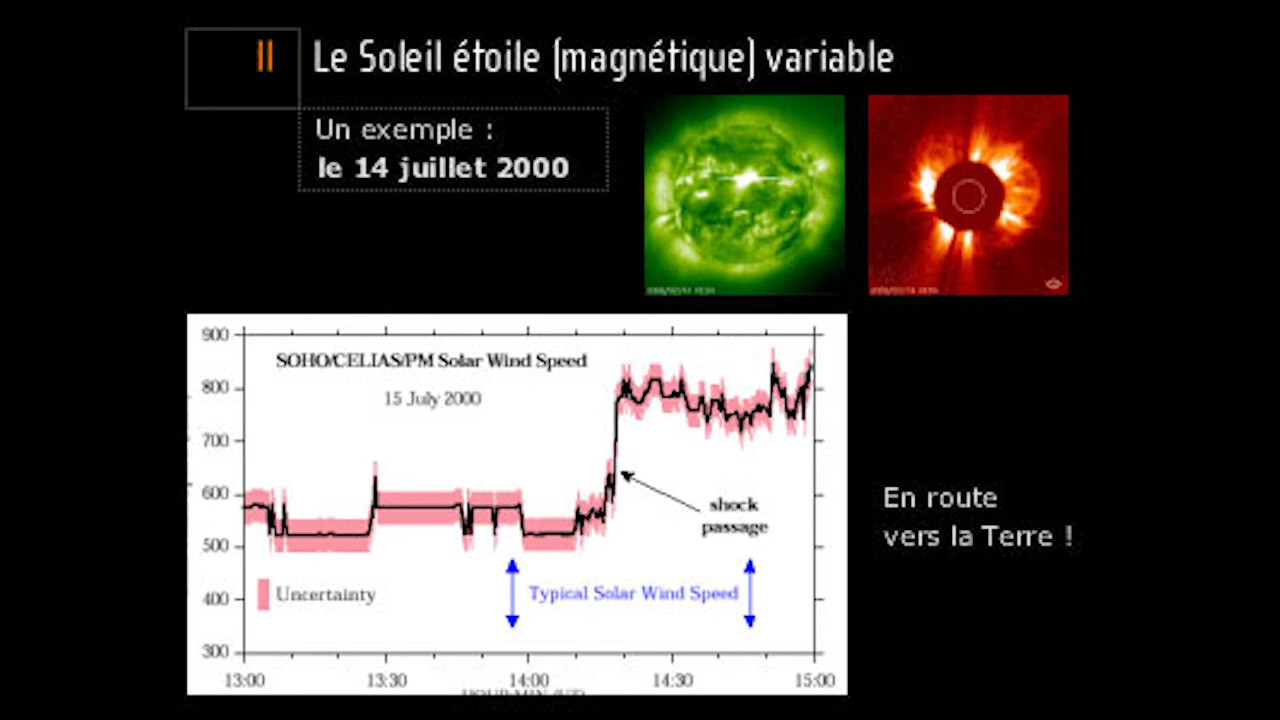 II Le Soleil étoile (magnétique) variable
Un exemple :
le 14 juillet 2000
SOHO/CELIAS/PM Solar Wind Speed
15 July 2000
900
800
700
600
500
400
300
shock
passage
Typical Solar Wind Speed
Uncertainty
13:00 13:30 14:00 14:30 15:00
En route
vers la Terre !